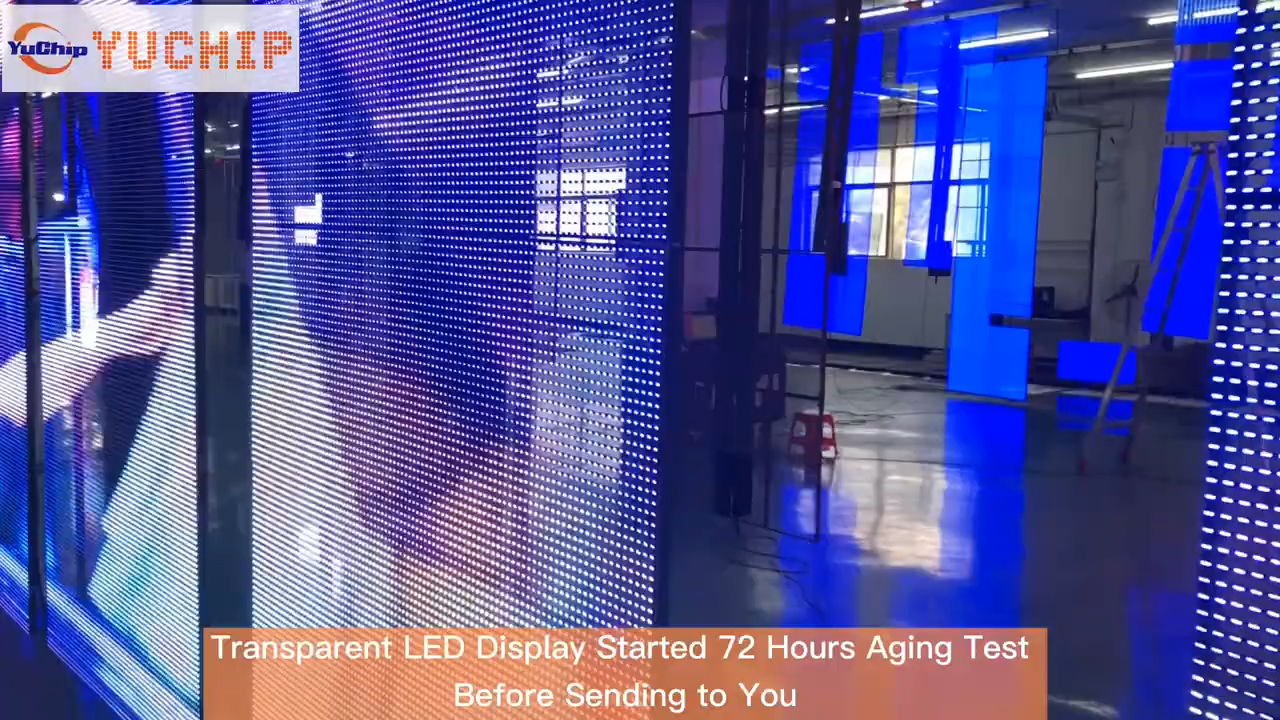 YuChip YUCHIP
Transparent LED Display Started 72 Hours Aging Test
Before Sending to You